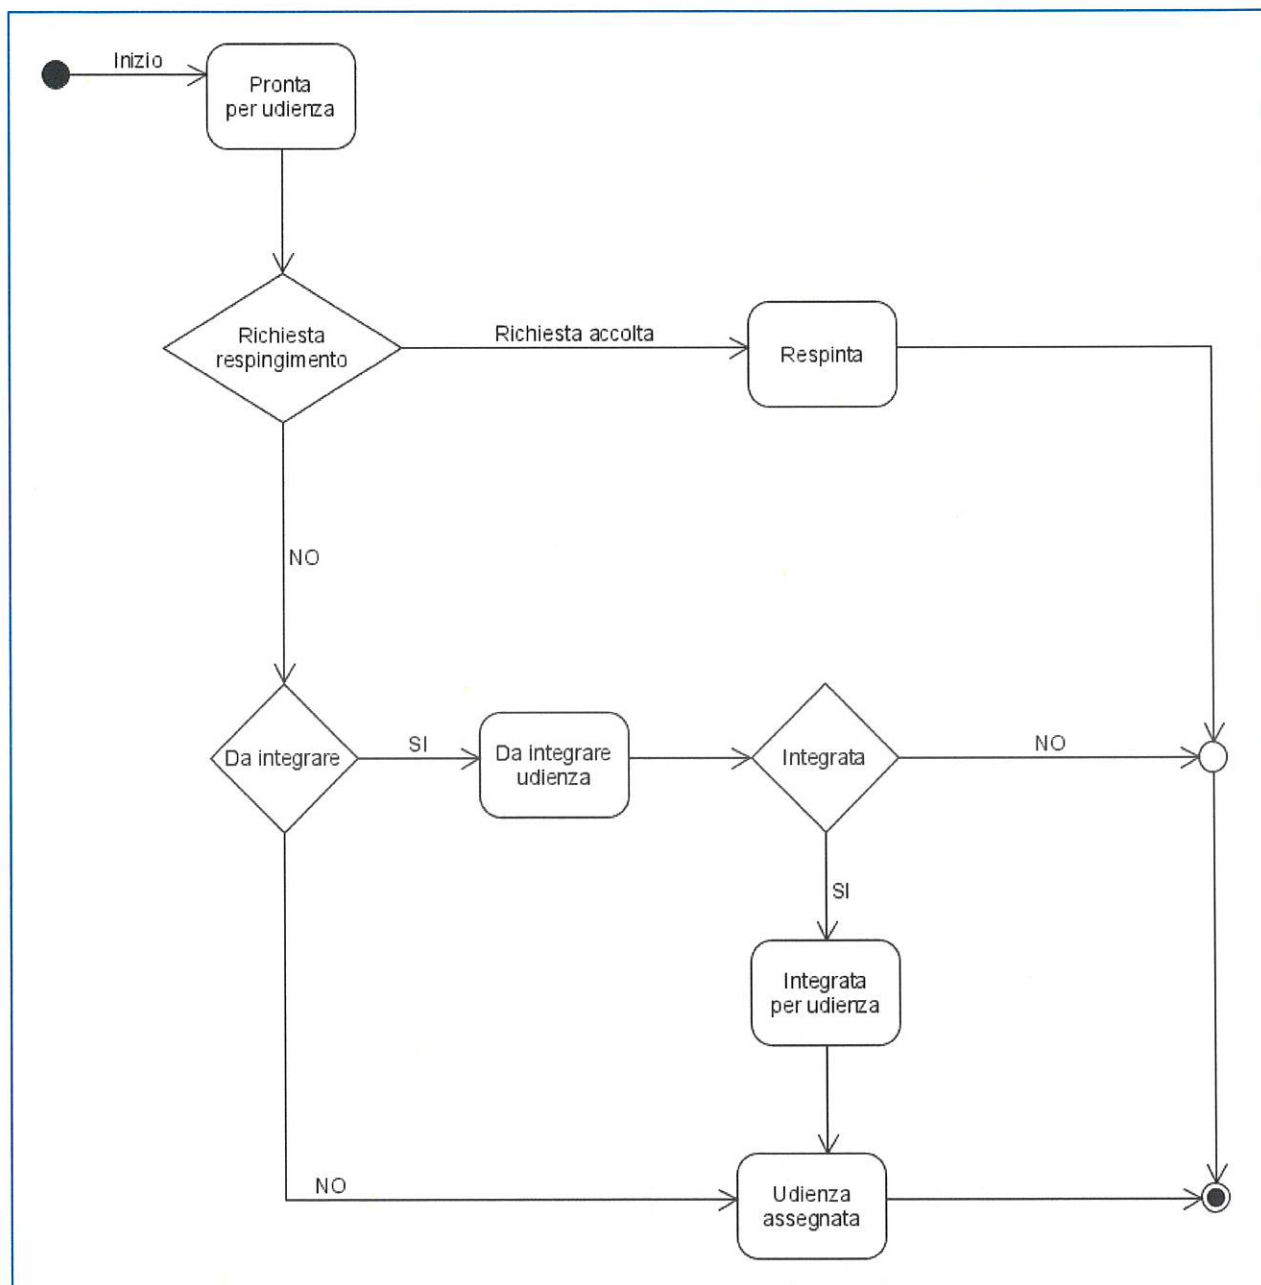 Inizio
Pronta
per udienza
Richiesta
respingimento
Richiesta accolta
Respinta
NO
Da integrare
SI
Da integrare
udienza
Integrata
NO
SI
Integrata
per udienza
NO
Udienza
assegnata